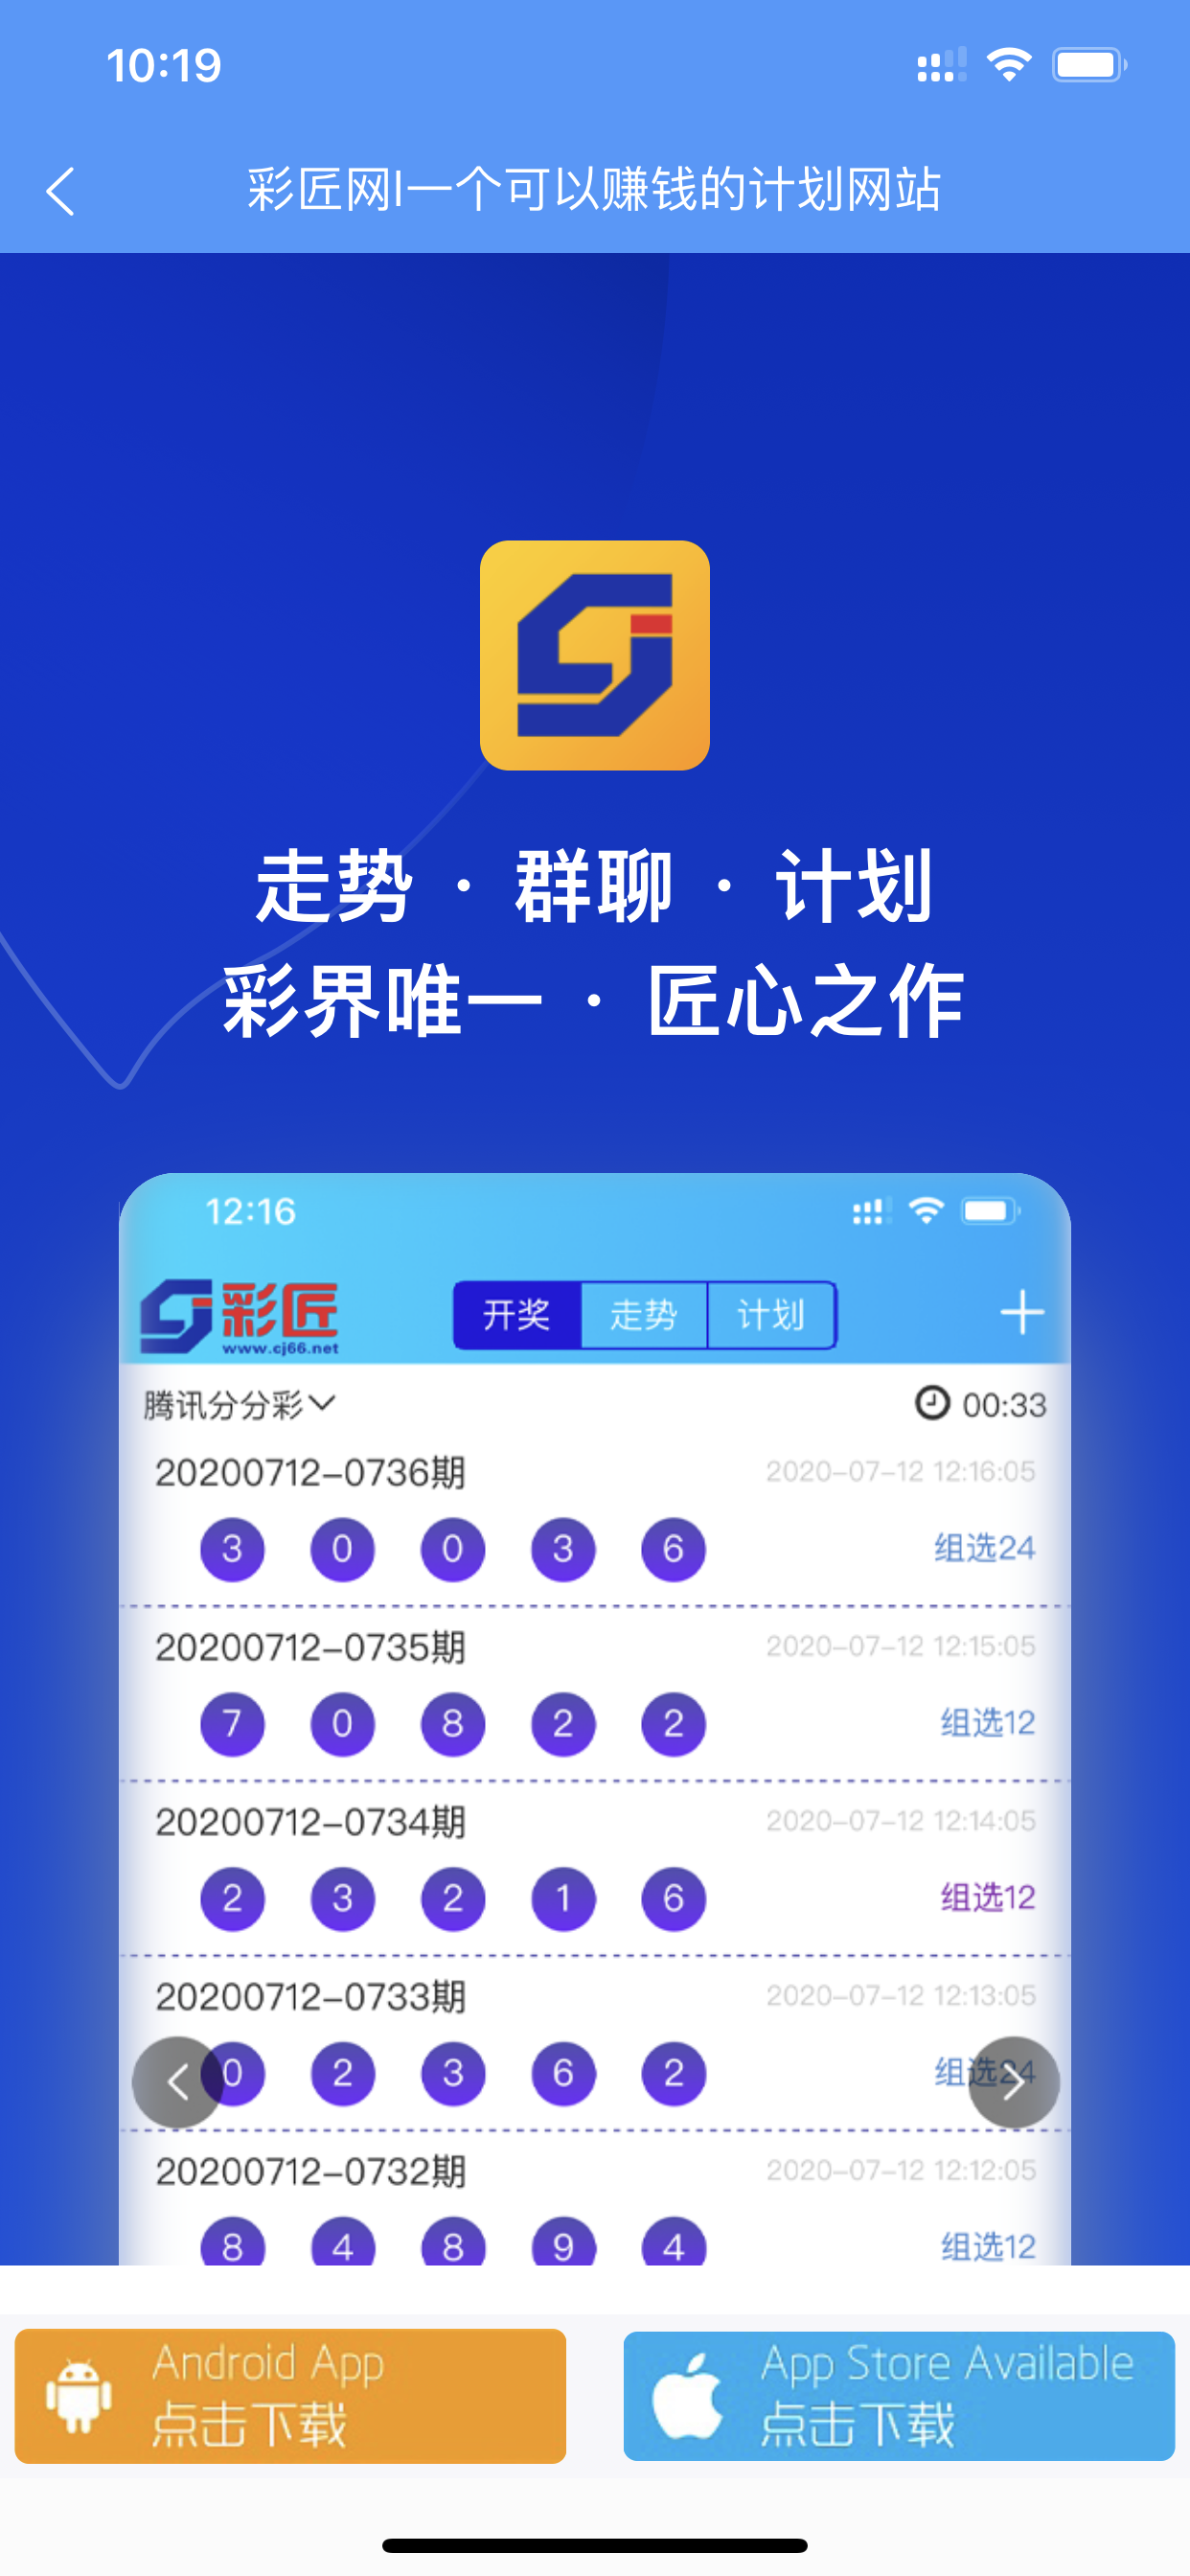 10:19
彩匠网|一个可以赚钱的计划网站
走势 · 群聊 · 计划
彩界唯一 · 匠心之作
12:16
彩匠
www.cj66.net
开奖 走势 计划
腾讯分分彩 00:33
20200712-0736期 2020-07-12 12:16:05
3 0 0 3 6 组选24
20200712-0735期 2020-07-12 12:15:05
7 0 8 2 2 组选12
20200712-0734期 2020-07-12 12:14:05
2 3 2 1 6 组选12
20200712-0733期 2020-07-12 12:13:05
0 2 3 6 2 组选24
20200712-0732期 2020-07-12 12:12:05
8 4 8 9 4 组选12
Android App
点击下载
App Store Available
点击下载